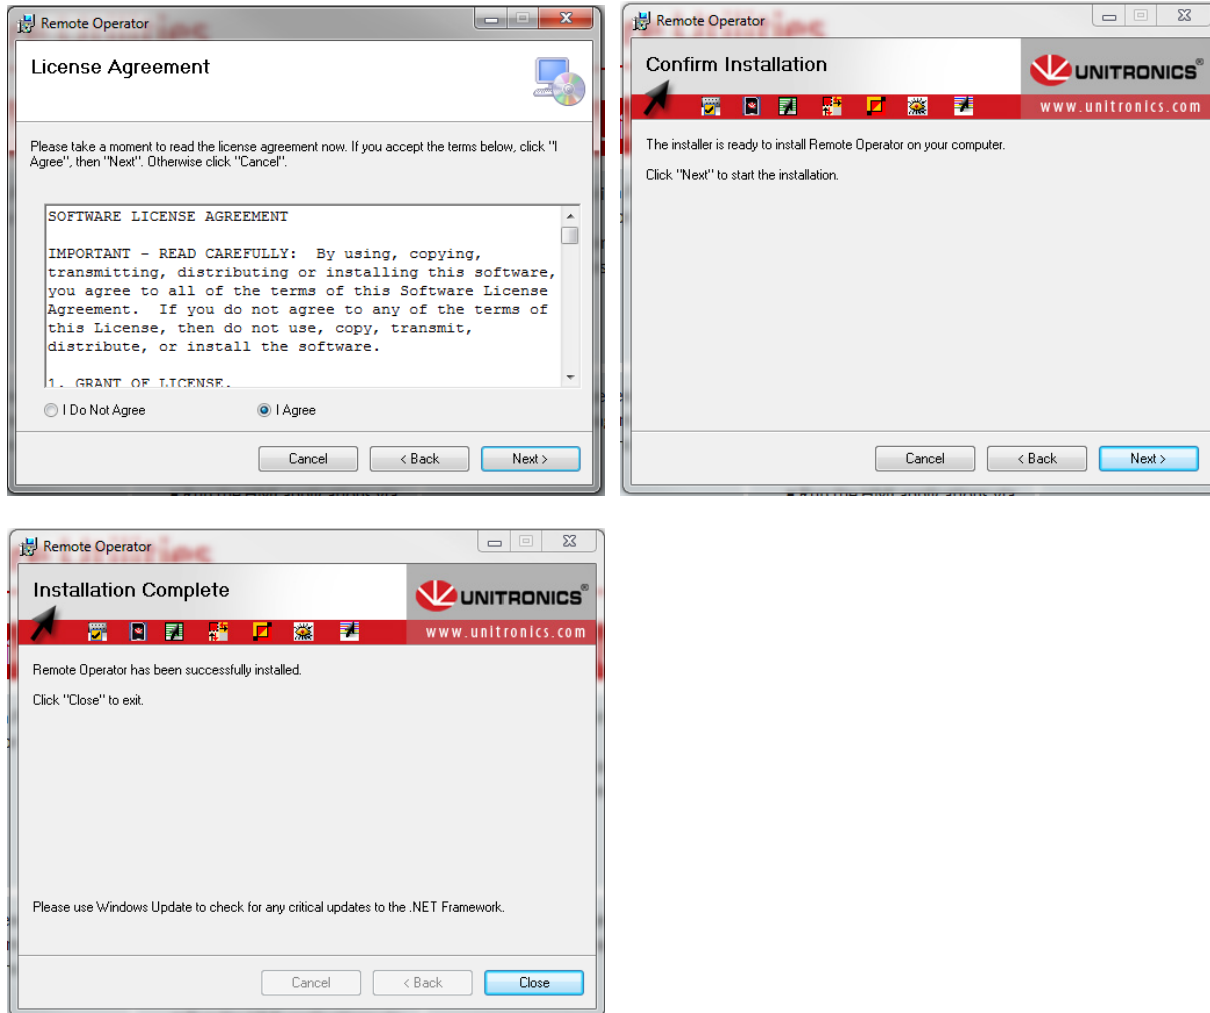 Remote Operator
License Agreement
Please take a moment to read the license agreement now. If you accept the terms below, click "I
Agree", then "Next". Otherwise click "Cancel".
SOFTWARE LICENSE AGREEMENT
IMPORTANT - READ CAREFULLY: By using, copying,
transmitting, distributing or installing this software,
you agree to all of the terms of this Software License
Agreement. If you do not agree to any of the terms of
this License, then do not use, copy, transmit,
distribute, or install the software.
1. GRANT OF LICENSE.
I Do Not Agree
I Agree
Cancel
< Back
Next >
Remote Operator
Confirm Installation
UNITRONICS®
www.unitronics.com
The installer is ready to install Remote Operator on your computer.
Click "Next" to start the installation.
Cancel
< Back
Next >
Remote Operator
Installation Complete
UNITRONICS®
www.unitronics.com
Remote Operator has been successfully installed.
Click "Close" to exit.
Please use Windows Update to check for any critical updates to the .NET Framework.
Cancel
< Back
Close